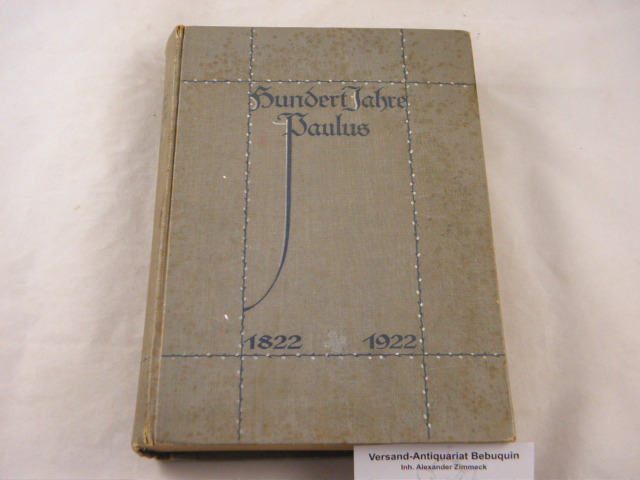 Hundert Jahre
Paulus
1822 1922
Versand-Antiquariat Bebuquin
Inh. Alexander Zimmeck